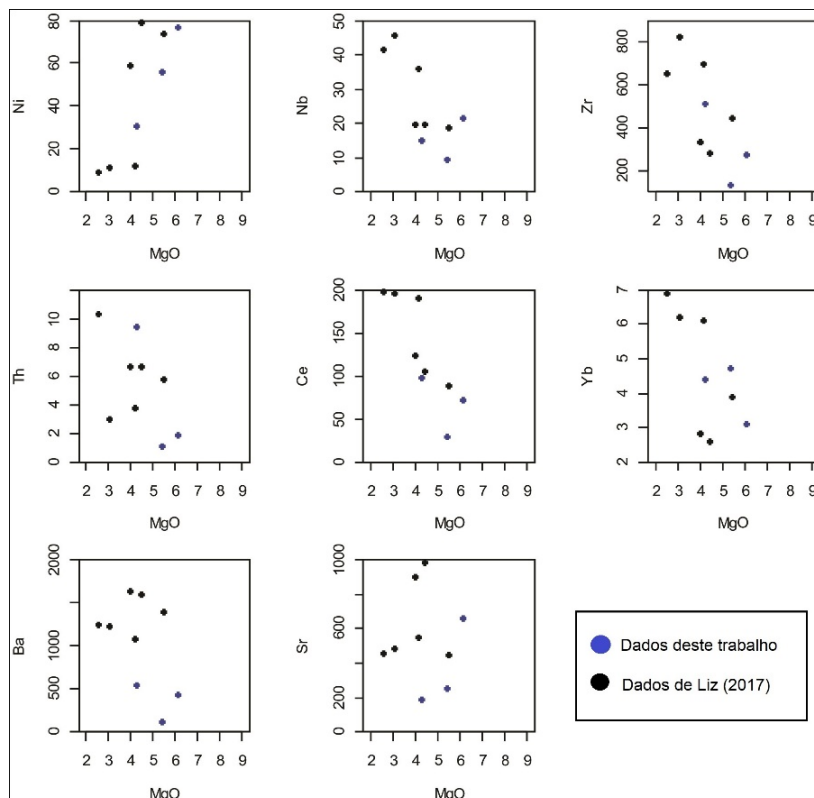 Ni
0 20 40 60 80
2 3 4 5 6 7 8 9
MgO
Nb
0 10 20 30 40 50
2 3 4 5 6 7 8 9
MgO
Zr
200 400 600 800
2 3 4 5 6 7 8 9
MgO
Th
0 2 4 6 8 10
2 3 4 5 6 7 8 9
MgO
Ce
0 50 100 150 200
2 3 4 5 6 7 8 9
MgO
Yb
2 3 4 5 6 7
2 3 4 5 6 7 8 9
MgO
Ba
0 500 1000 2000
2 3 4 5 6 7 8 9
MgO
Sr
0 200 600 1000
2 3 4 5 6 7 8 9
MgO
Dados deste trabalho
Dados de Liz (2017)